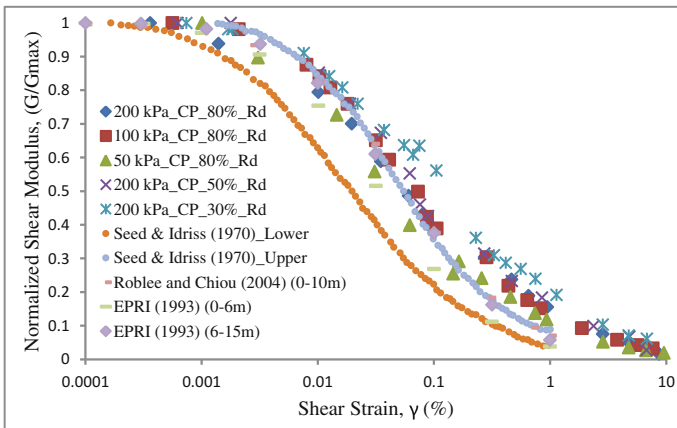 Normalized Shear Modulus, (G/Gmax)
1
0.9
0.8
0.7
0.6
0.5
0.4
0.3
0.2
0.1
0
200 kPa_CP_80%_Rd
100 kPa_CP_80%_Rd
50 kPa_CP_80%_Rd
200 kPa_CP_50%_Rd
200 kPa_CP_30%_Rd
Seed & Idriss (1970)_Lower
Seed & Idriss (1970)_Upper
Roblee and Chiou (2004) (0-10m)
EPRI (1993) (0-6m)
EPRI (1993) (6-15m)
0.0001 0.001 0.01 0.1 1 10
Shear Strain, γ (%)